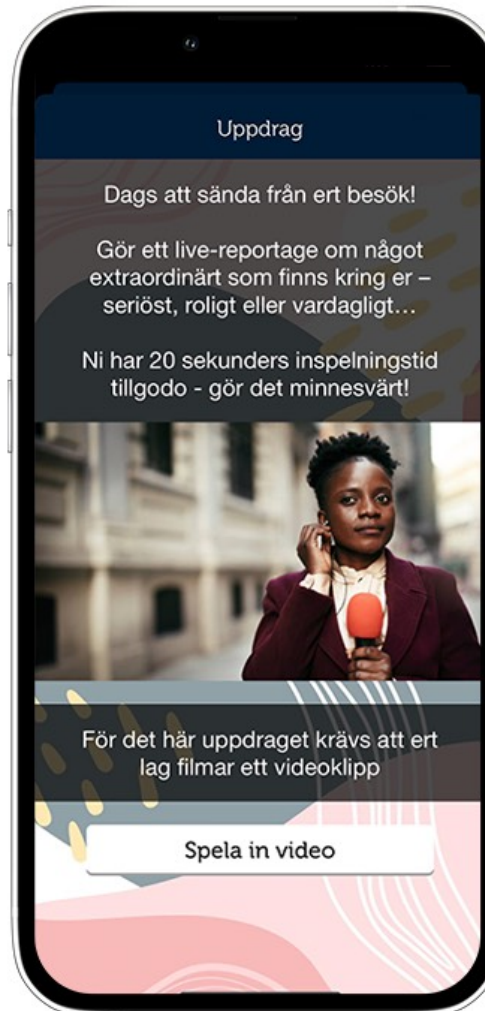 Uppdrag
Dags att sända från ert besök!
Gör ett live-reportage om något
extraordinärt som finns kring er –
seriöst, roligt eller vardagligt...
Ni har 20 sekunders inspelningstid
tillgodo - gör det minnesvärt!
För det här uppdraget krävs att ert
lag filmar ett videoklipp
Spela in video